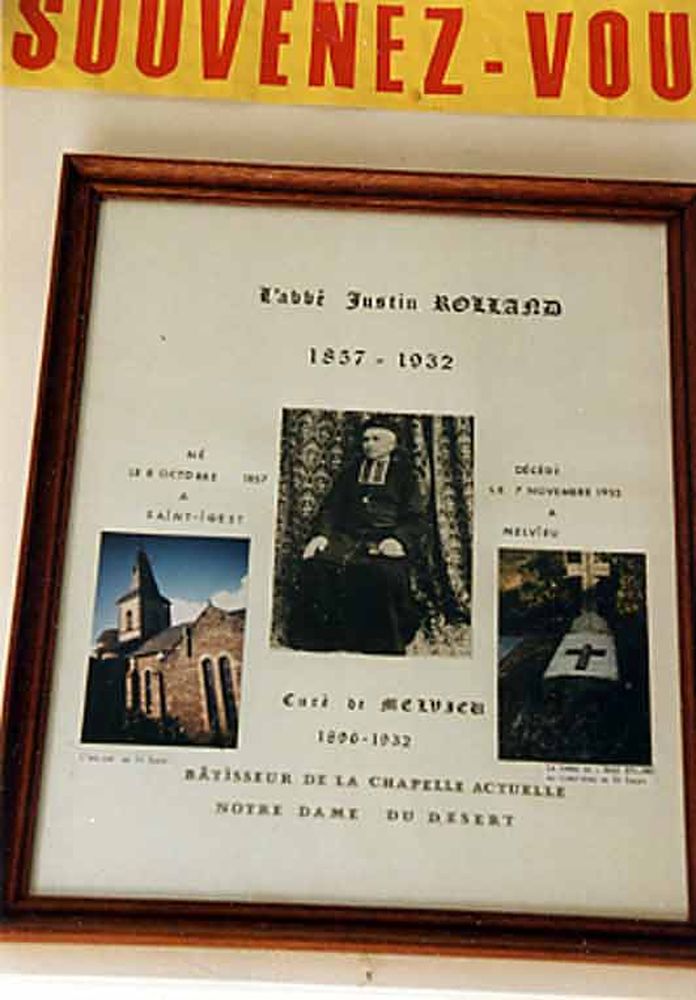 SOUVENEZ-VOU
L'abbé Justin ROLLAND
1857 - 1932
NÉ
LE 8 OCTOBRE 1857
A
SAINT-IGEST
DÉCÉDÉ
LE 7 NOVEMBRE 1932
A
MELVIEU
Curé de MELVIEU
1896-1932
BÂTISSEUR DE LA CHAPELLE ACTUELLE
NOTRE DAME DU DESERT